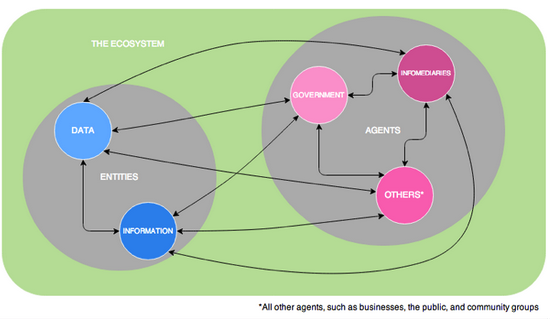 THE ECOSYSTEM
INFOMEDIARIES
GOVERNMENT
DATA
AGENTS
ENTITIES
OTHERS*
INFORMATION
*All other agents, such as businesses, the public, and community groups